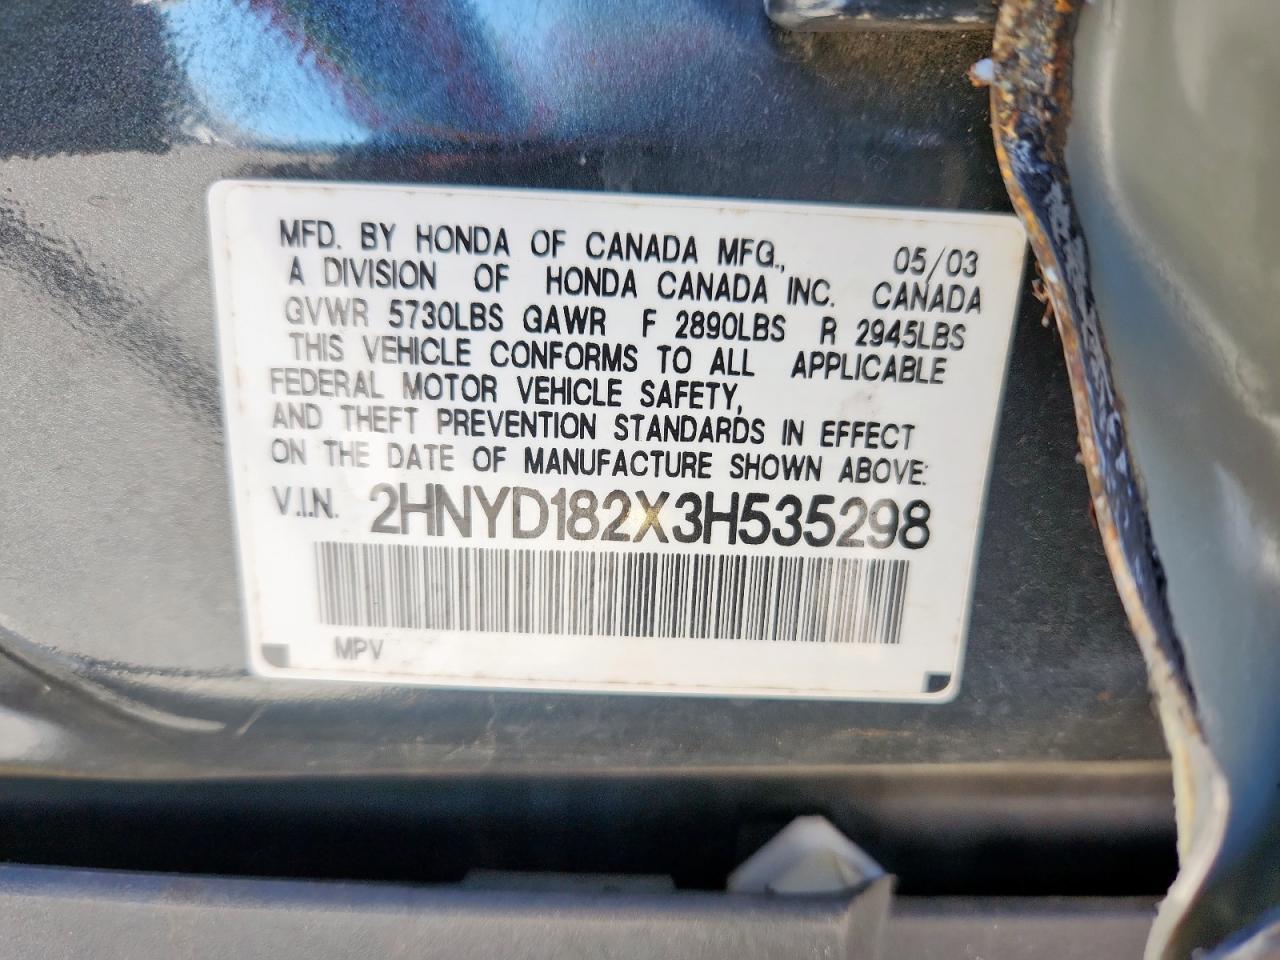 MFD. BY HONDA OF CANADA MFG., 05/03
A DIVISION OF HONDA CANADA INC. CANADA
GVWR 5730LBS GAWR F 2890LBS R 2945LBS
THIS VEHICLE CONFORMS TO ALL APPLICABLE
FEDERAL MOTOR VEHICLE SAFETY,
AND THEFT PREVENTION STANDARDS IN EFFECT
ON THE DATE OF MANUFACTURE SHOWN ABOVE:
V.I.N. 2HNYD182X3H535298
MPV